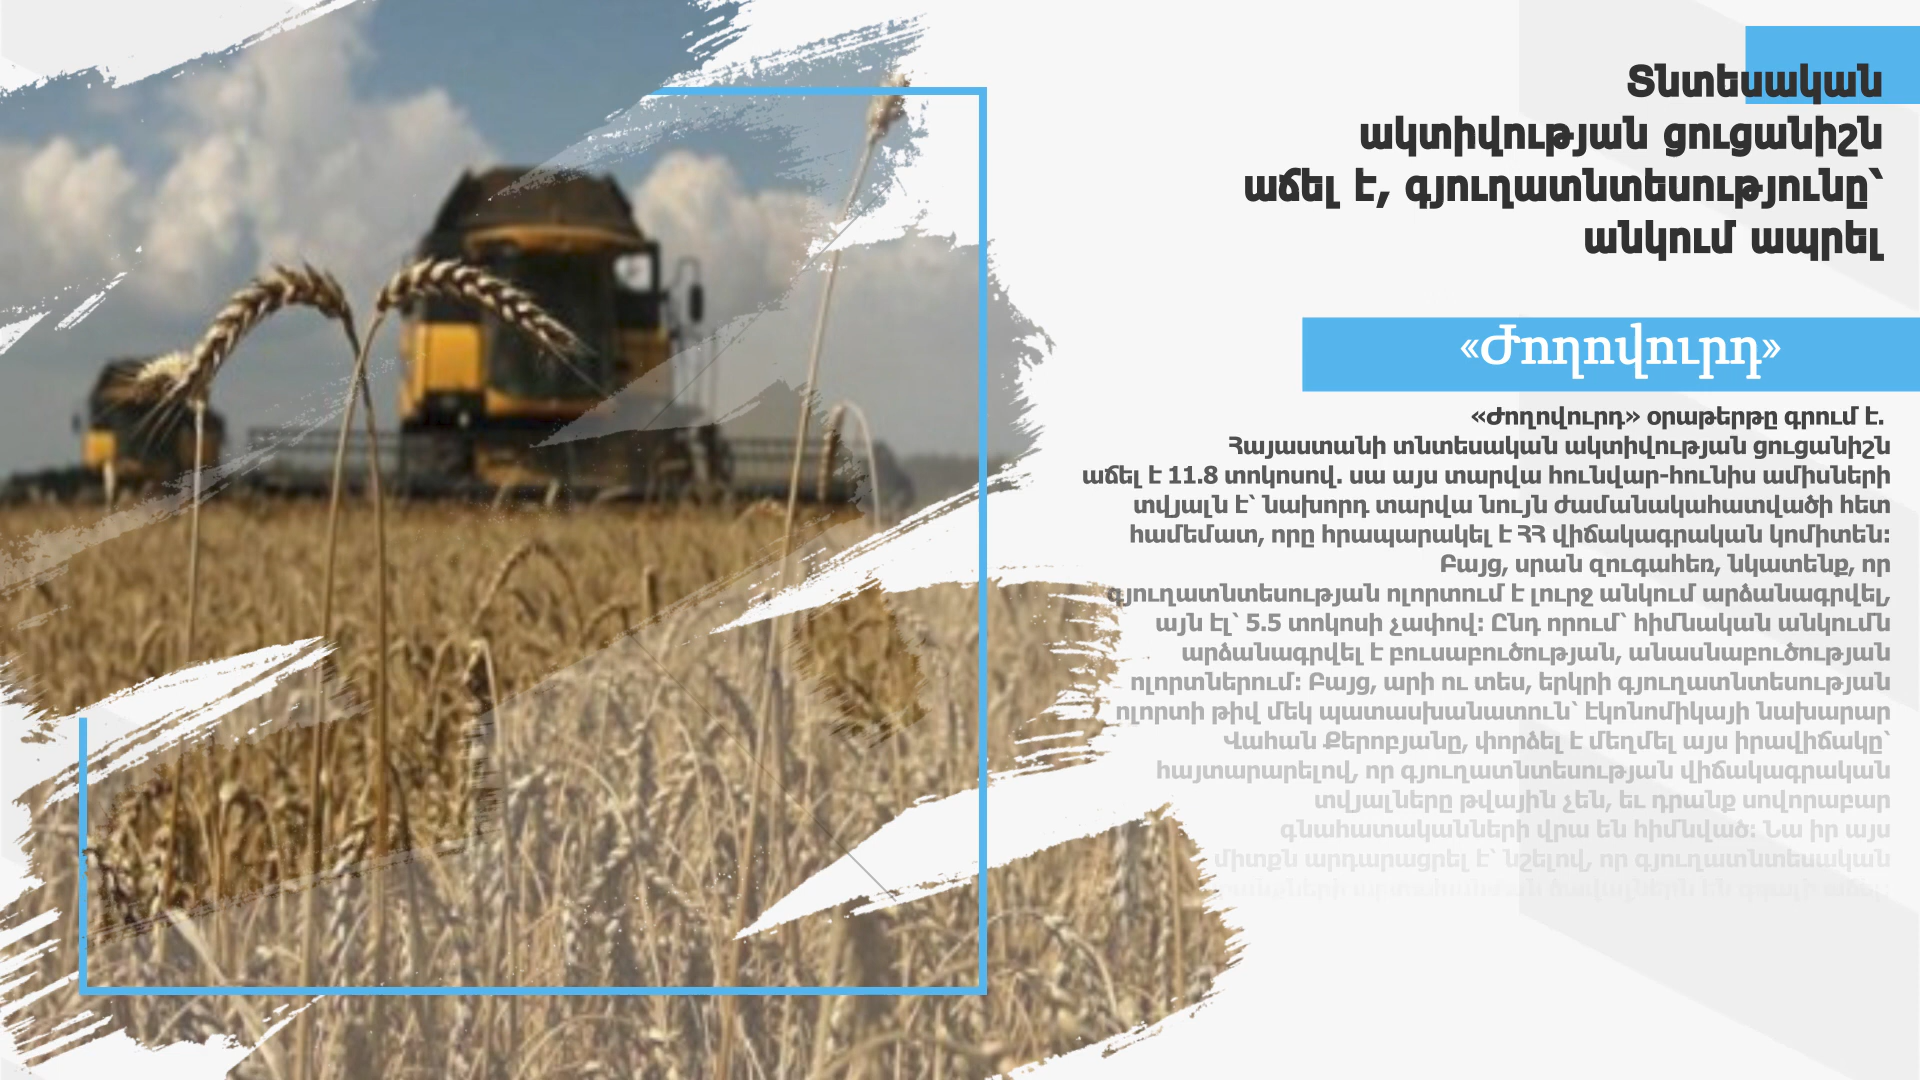 Տնտեսական
ակտիվության ցուցանիշն
աճել է, գյուղատնտեսությունը՝
անկում ապրել
«Ժողովուրդ»
«Ժողովուրդ» օրաթերթը գրում է.
Հայաստանի տնտեսական ակտիվության ցուցանիշն
աճել է 11.8 տոկոսով. սա այս տարվա հունվար-հունիս ամիսների
տվյալն է՝ նախորդ տարվա նույն ժամանակահատվածի հետ
համեմատ, որը հրապարակել է ՀՀ վիճակագրական կոմիտեն:
Բայց, սրան զուգահեռ, նկատենք, որ
գյուղատնտեսության ոլորտում է լուրջ անկում արձանագրվել,
այն էլ՝ 5.5 տոկոսի չափով: Ընդ որում՝ հիմնական անկումն
արձանագրվել է բուսաբուծության, անասնաբուծության
ոլորտներում: Բայց, արի ու տես, երկրի գյուղատնտեսության
ոլորտի թիվ մեկ պատասխանատուն՝ էկոնոմիկայի նախարար
Վահան Քերոբյանը, փորձել է մեղմել այս իրավիճակը՝
հայտարարելով, որ գյուղատնտեսության վիճակագրական
տվյալները թվային չեն, եւ դրանք սովորաբար
գնահատականների վրա են հիմնված: Նա իր այս
միտքն արդարացրել է՝ նշելով, որ գյուղատնտեսական